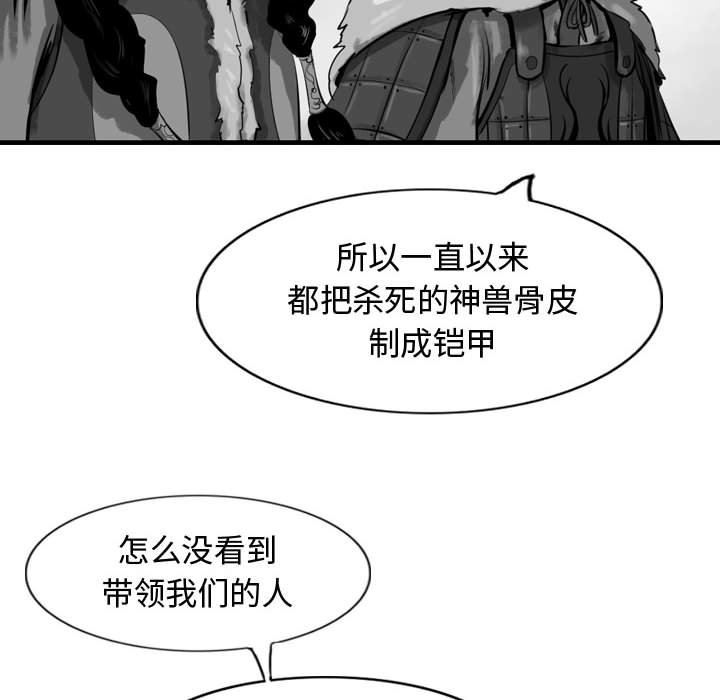 所以一直以来
都把杀死的神兽骨皮
制成铠甲
怎么没看到
带领我们的人